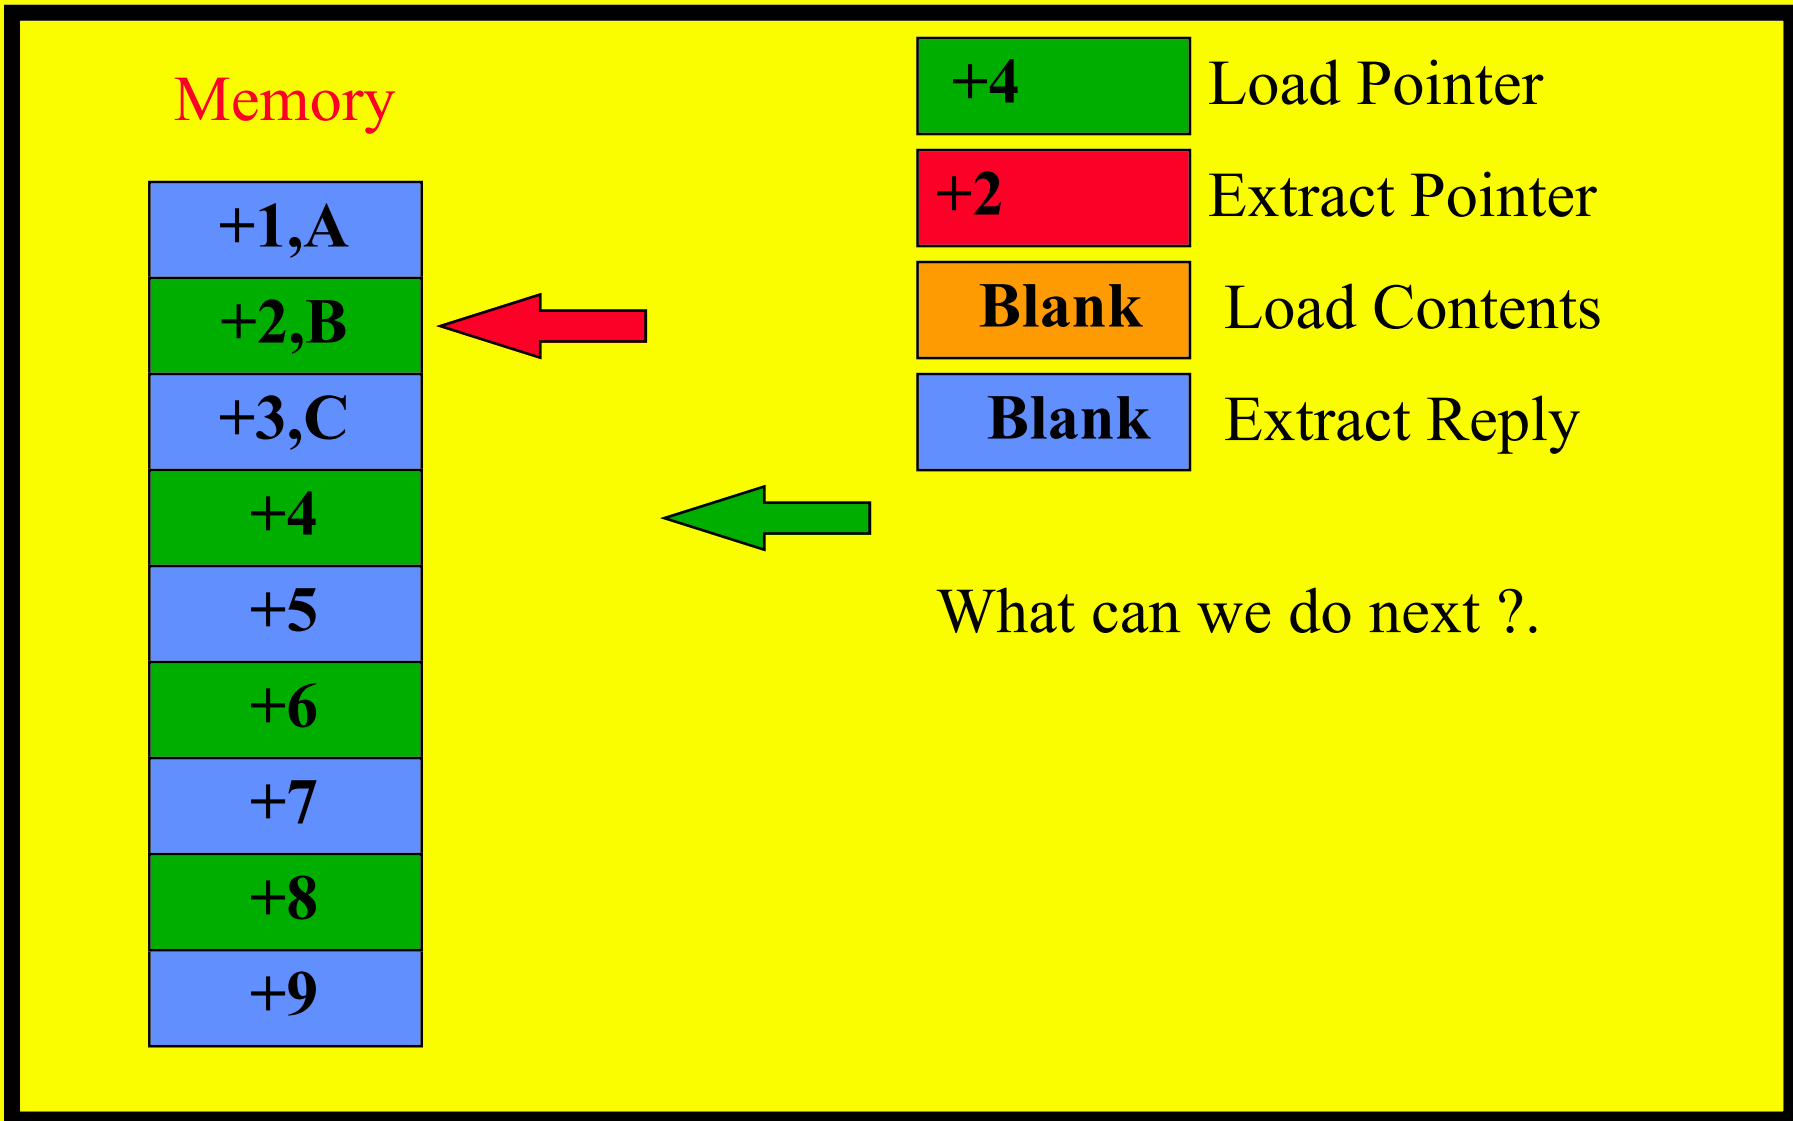 Memory
+1,A
+2,B
+3,C
+4
+5
+6
+7
+8
+9
+4 Load Pointer
+2 Extract Pointer
Blank Load Contents
Blank Extract Reply
What can we do next ?.